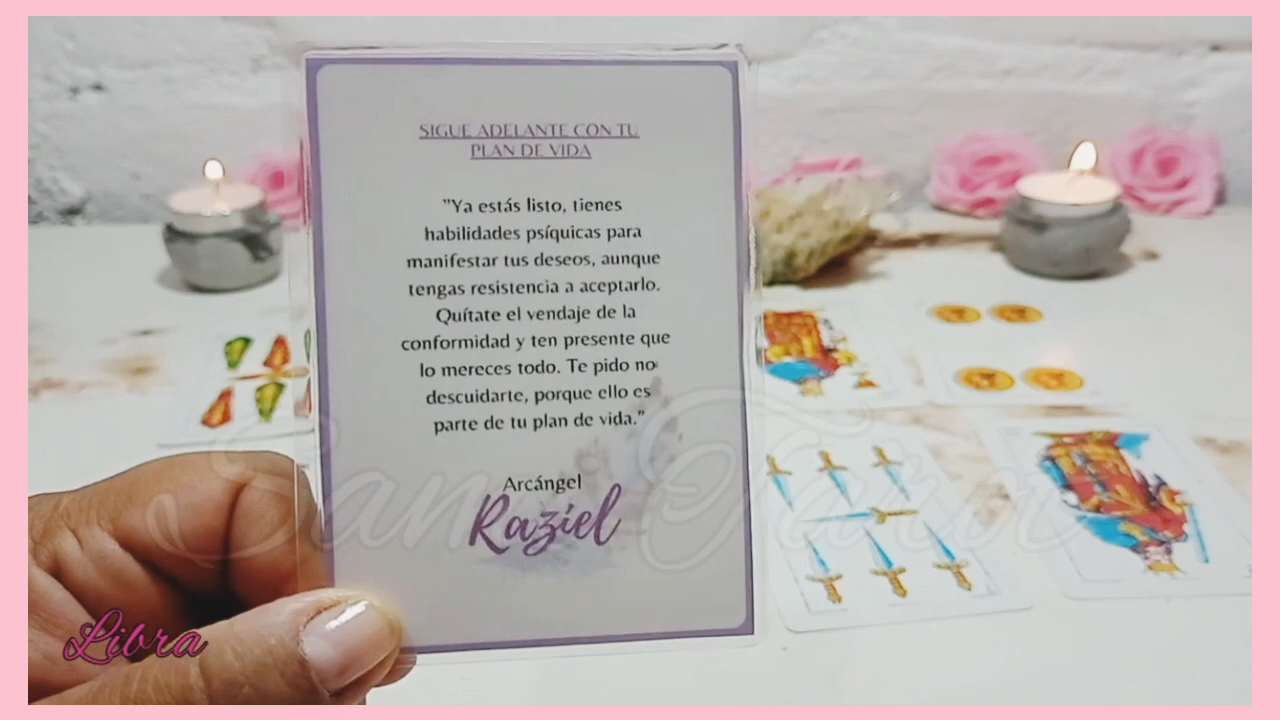 SIGUE ADELANTE CON TU
PLAN DE VIDA
"Ya estás listo, tienes
habilidades psíquicas para
manifestar tus deseos, aunque
tengas resistencia a aceptarlo.
Quítate el vendaje de la
conformidad y ten presente que
lo mereces todo. Te pido no
descuidarte, porque ello es
parte de tu plan de vida."
Arcángel
Raziel
Libra